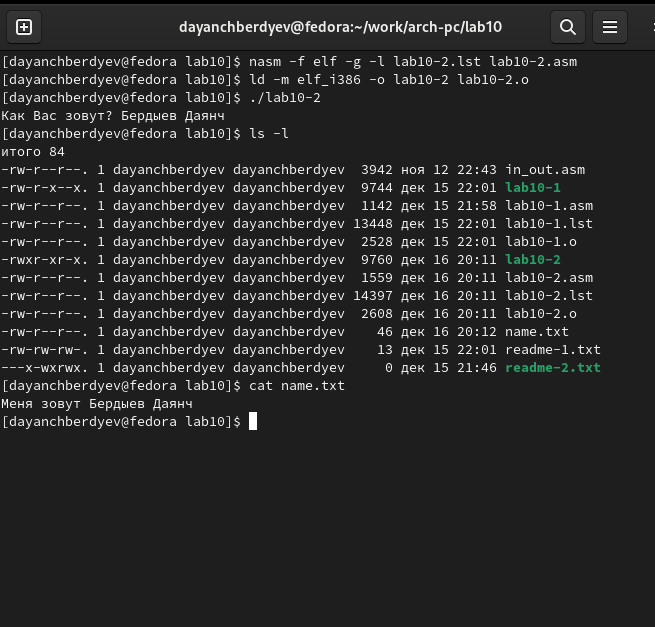 dayanchberdyev@fedora:~/work/arch-pc/lab10
[dayanchberdyev@fedora lab10]$ nasm -f elf -g -l lab10-2.lst lab10-2.asm
[dayanchberdyev@fedora lab10]$ ld -m elf_i386 -o lab10-2 lab10-2.o
[dayanchberdyev@fedora lab10]$ ./lab10-2
Как Вас зовут? Бердыев Даянч
[dayanchberdyev@fedora lab10]$ ls -l
итого 84
-rw-r--r--. 1 dayanchberdyev dayanchberdyev  3942 ноя 12 22:43 in_out.asm
-rw-r-x--x. 1 dayanchberdyev dayanchberdyev  9744 дек 15 22:01 lab10-1
-rw-r--r--. 1 dayanchberdyev dayanchberdyev  1142 дек 15 21:58 lab10-1.asm
-rw-r--r--. 1 dayanchberdyev dayanchberdyev 13448 дек 15 22:01 lab10-1.lst
-rw-r--r--. 1 dayanchberdyev dayanchberdyev  2528 дек 15 22:01 lab10-1.o
-rwxr-xr-x. 1 dayanchberdyev dayanchberdyev  9760 дек 16 20:11 lab10-2
-rw-r--r--. 1 dayanchberdyev dayanchberdyev  1559 дек 16 20:11 lab10-2.asm
-rw-r--r--. 1 dayanchberdyev dayanchberdyev 14397 дек 16 20:11 lab10-2.lst
-rw-r--r--. 1 dayanchberdyev dayanchberdyev  2608 дек 16 20:11 lab10-2.o
-rw-r--r--. 1 dayanchberdyev dayanchberdyev    46 дек 16 20:12 name.txt
-rw-rw-rw-. 1 dayanchberdyev dayanchberdyev    13 дек 15 22:01 readme-1.txt
---x-wxrwx. 1 dayanchberdyev dayanchberdyev     0 дек 15 21:46 readme-2.txt
[dayanchberdyev@fedora lab10]$ cat name.txt
Меня зовут Бердыев Даянч
[dayanchberdyev@fedora lab10]$